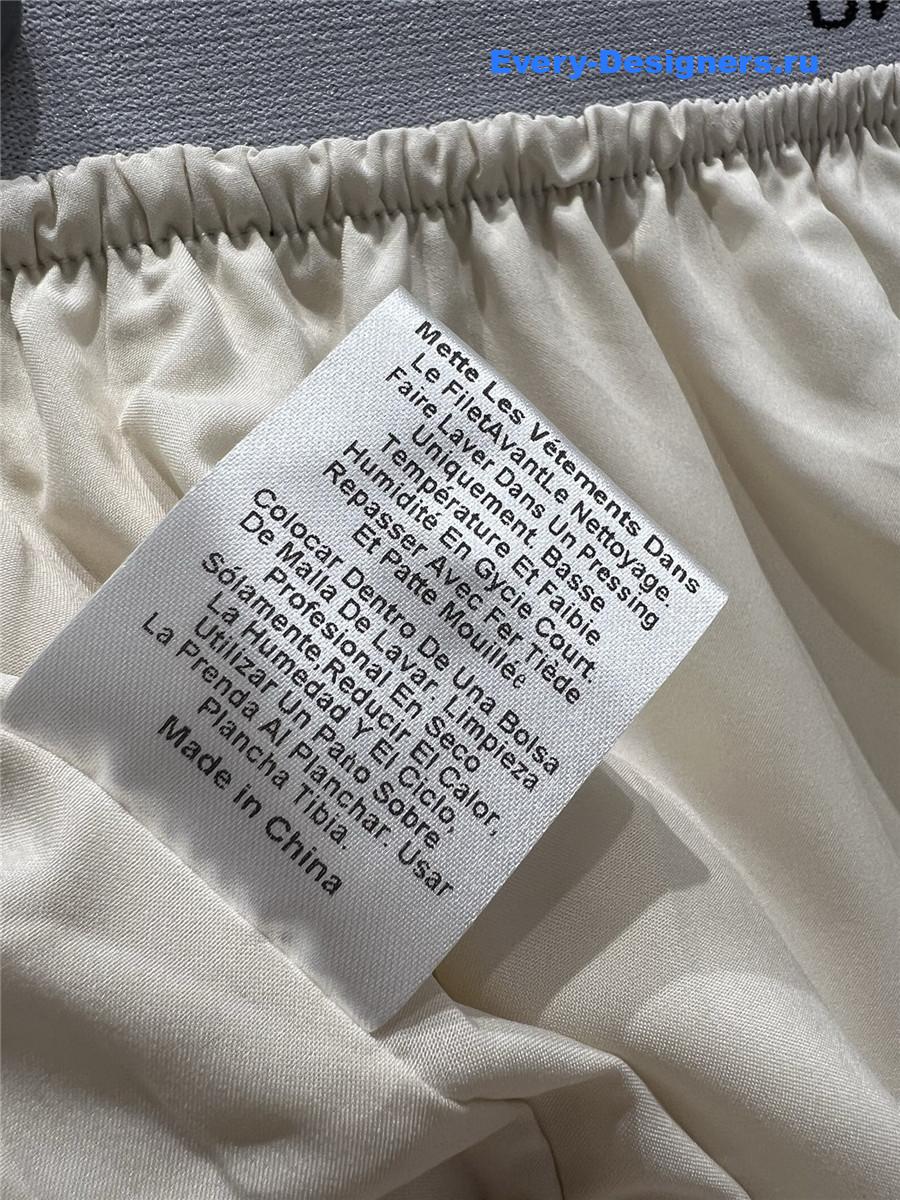 Every-Designers.ru
Mette Les Vétements Dans
Le FiletAvantLe Nettoyage.
Faire Laver Dans Un Pressing
Uniquement. Basse
Température Et Faibie
Humidité En Gycie Court.
Repasser Avec Fer Tiède
Et Patte Mouillée
Colocar Dentro De Una Bolsa
De Malla De Lavar. Limpieza
Profesional En Seco
Sólamente,Reducir El Calor,
La Humedad Y El Ciclo,
Utilizar Un Paño Sobre
La Prenda Al Planchar. Usar
Plancha Tibia.
Made in China